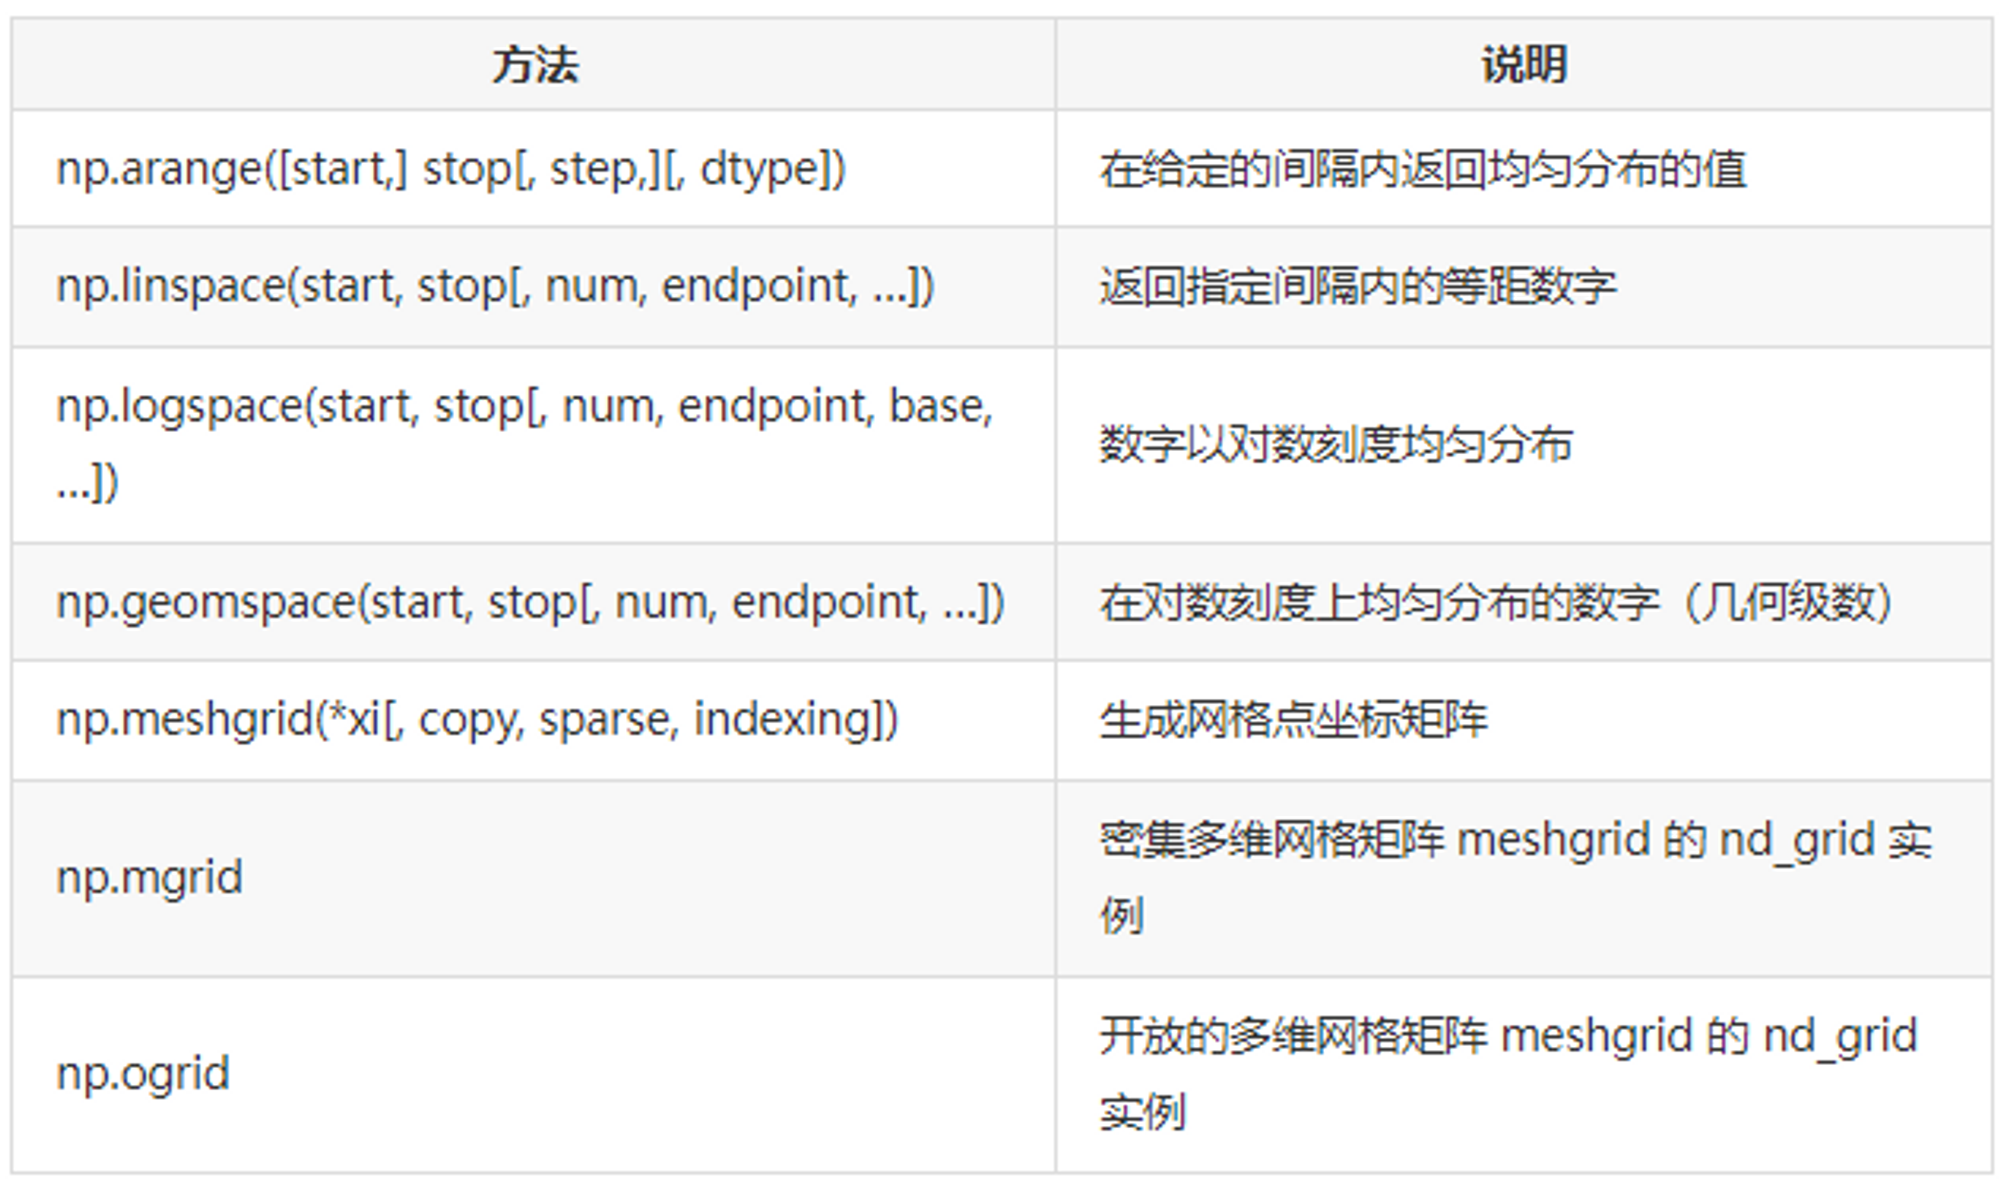 方法 说明
np.arange([start,] stop[, step,][, dtype]) 在给定的间隔内返回均匀分布的值
np.linspace(start, stop[, num, endpoint, ...]) 返回指定间隔内的等距数字
np.logspace(start, stop[, num, endpoint, base,
...])
数字以对数刻度均匀分布
np.geomspace(start, stop[, num, endpoint, ...]) 在对数刻度上均匀分布的数字（几何级数）
np.meshgrid(*xi[, copy, sparse, indexing]) 生成网格点坐标矩阵
np.mgrid
密集多维网格矩阵 meshgrid 的 nd_grid 实
例
np.ogrid
开放的多维网格矩阵 meshgrid 的 nd_grid
实例